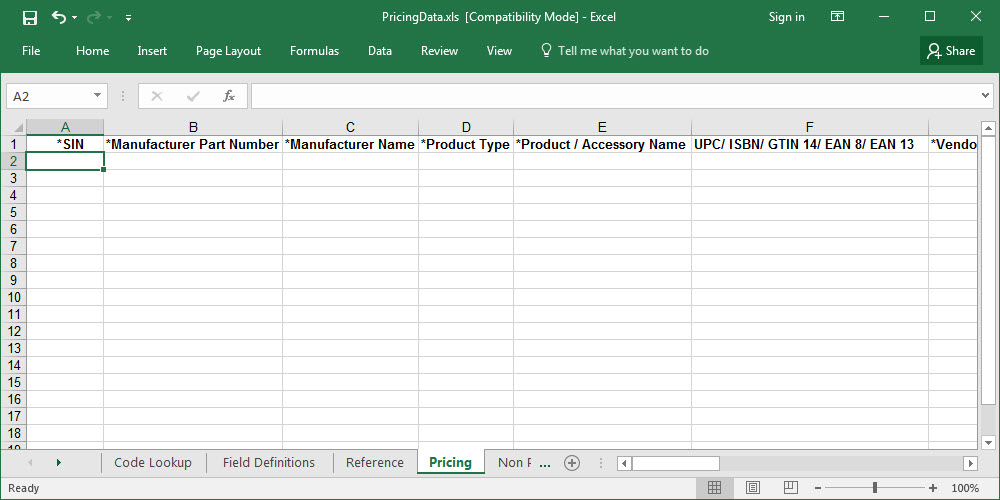 PricingData.xls [Compatibility Mode] - Excel
Sign in
File Home Insert Page Layout Formulas Data Review View Tell me what you want to do Share
A2 fx
A B C D E F
1 *SIN *Manufacturer Part Number *Manufacturer Name *Product Type *Product / Accessory Name UPC/ ISBN/ GTIN 14/ EAN 8/ EAN 13 *Vendo
2
3
4
5
6
7
8
9
10
11
12
13
14
15
16
17
18
Code Lookup Field Definitions Reference Pricing Non ...
Ready 100%